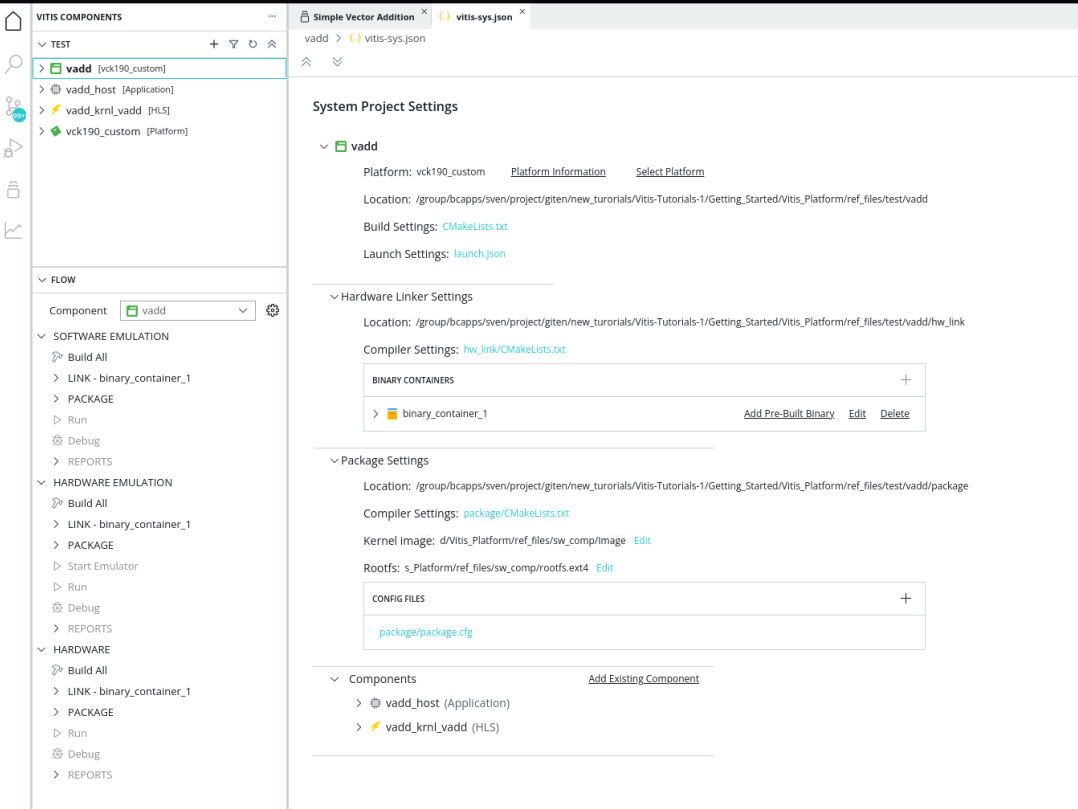 VITIS COMPONENTS
TEST
vadd [vck190_custom]
vadd_host [Application]
vadd_krnl_vadd [HLS]
vck190_custom [Platform]
99+
FLOW
Component vadd
SOFTWARE EMULATION
Build All
LINK - binary_container_1
PACKAGE
Run
Debug
REPORTS
HARDWARE EMULATION
Build All
LINK - binary_container_1
PACKAGE
Start Emulator
Run
Debug
REPORTS
HARDWARE
Build All
LINK - binary_container_1
PACKAGE
Run
Debug
REPORTS
Simple Vector Addition
{-} vitis-sys.json
vadd > {-} vitis-sys.json
System Project Settings
vadd
Platform: vck190_custom Platform Information Select Platform
Location: /group/bcapps/sven/project/giten/new_turorials/Vitis-Tutorials-1/Getting_Started/Vitis_Platform/ref_files/test/vadd
Build Settings: CMakeLists.txt
Launch Settings: launch.json
Hardware Linker Settings
Location: /group/bcapps/sven/project/giten/new_turorials/Vitis-Tutorials-1/Getting_Started/Vitis_Platform/ref_files/test/vadd/hw_link
Compiler Settings: hw_link/CMakeLists.txt
BINARY CONTAINERS
binary_container_1 Add Pre-Built Binary Edit Delete
Package Settings
Location: /group/bcapps/sven/project/giten/new_turorials/Vitis-Tutorials-1/Getting_Started/Vitis_Platform/ref_files/test/vadd/package
Compiler Settings: package/CMakeLists.txt
Kernel image: d/Vitis_Platform/ref_files/sw_comp/Image Edit
Rootfs: s_Platform/ref_files/sw_comp/rootfs.ext4 Edit
CONFIG FILES
package/package.cfg
Components Add Existing Component
vadd_host (Application)
vadd_krnl_vadd (HLS)